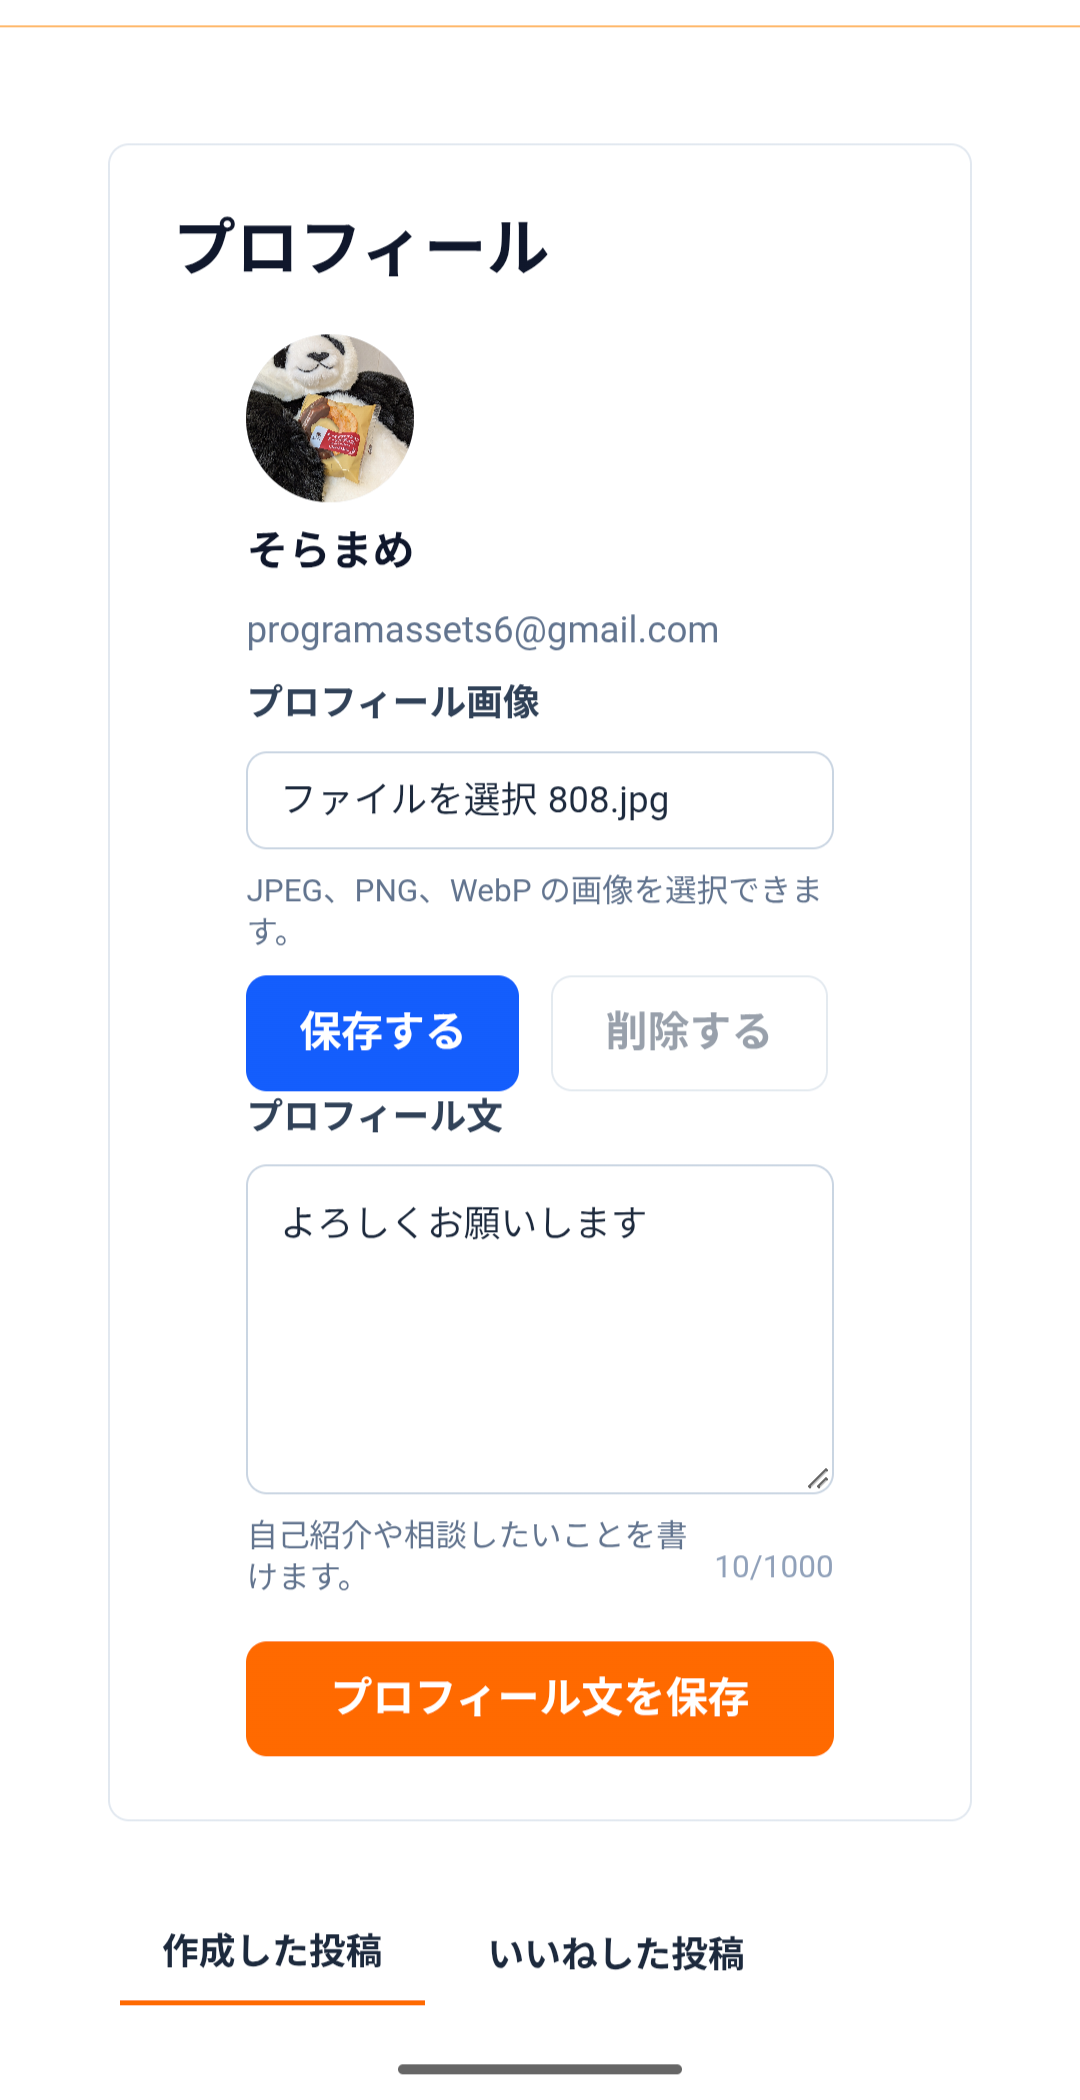 プロフィール
そらまめ
programassets6@gmail.com
プロフィール画像
ファイルを選択 808.jpg
JPEG、PNG、WebP の画像を選択できま
す。
保存する
削除する
プロフィール文
よろしくお願いします
自己紹介や相談したいことを書
けます。
10/1000
プロフィール文を保存
作成した投稿
いいねした投稿